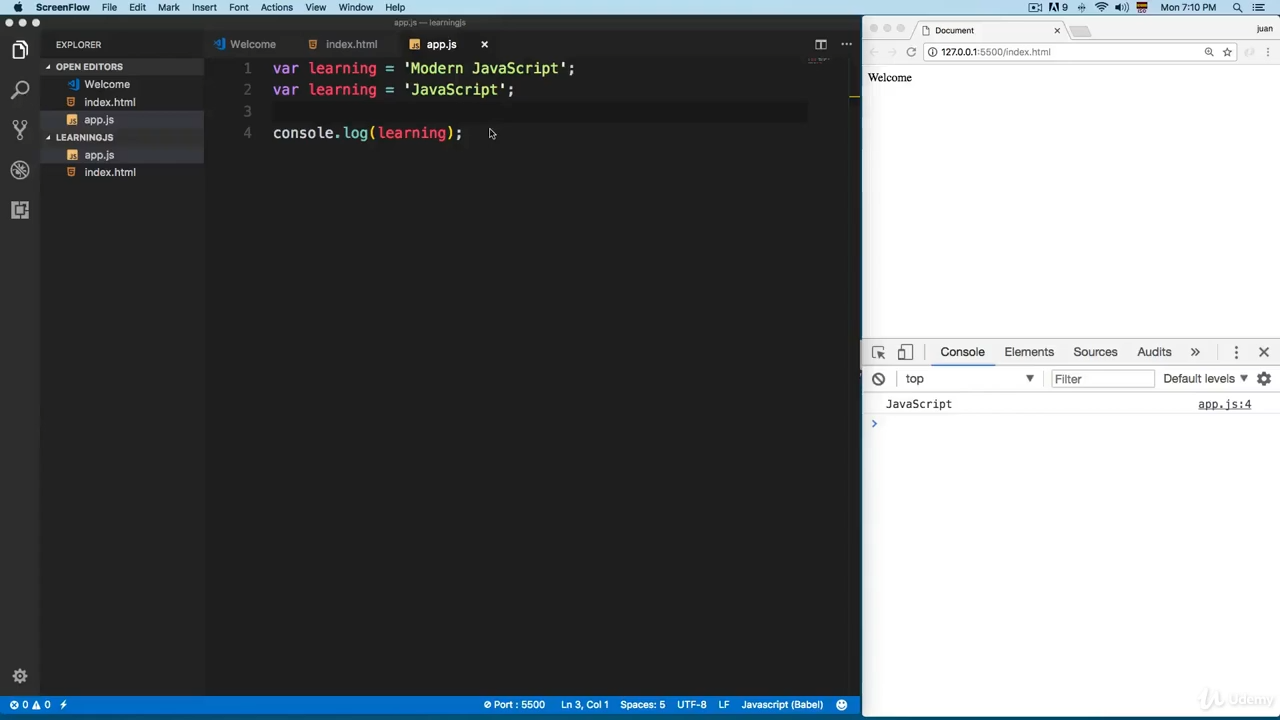 ScreenFlow File Edit Mark Insert Font Actions View Window Help 9 Mon 7:10 PM
app.js — learningjs
EXPLORER
OPEN EDITORS
Welcome
index.html
app.js
LEARNINGJS
app.js
index.html
Welcome index.html app.js
1 var learning = 'Modern JavaScript';
2 var learning = 'JavaScript';
3
4 console.log(learning);
0 0 Port : 5500 Ln 3, Col 1 Spaces: 5 UTF-8 LF Javascript (Babel)
Document juan
127.0.0.1:5500/index.html
Welcome
Console Elements Sources Audits »
top Filter Default levels
JavaScript app.js:4
>
Udemy